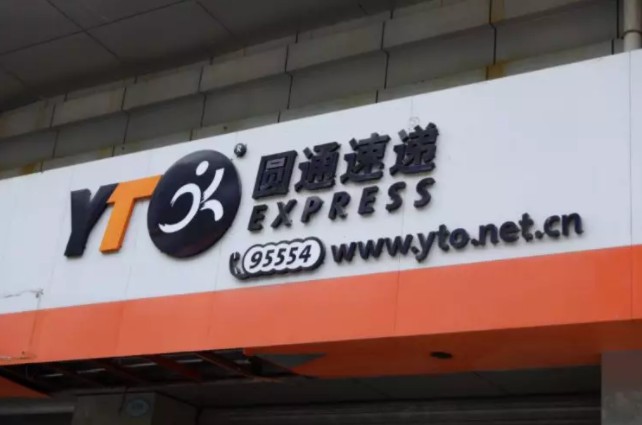 YTO 圆通速递
EXPRESS
95554 www.yto.net.cn